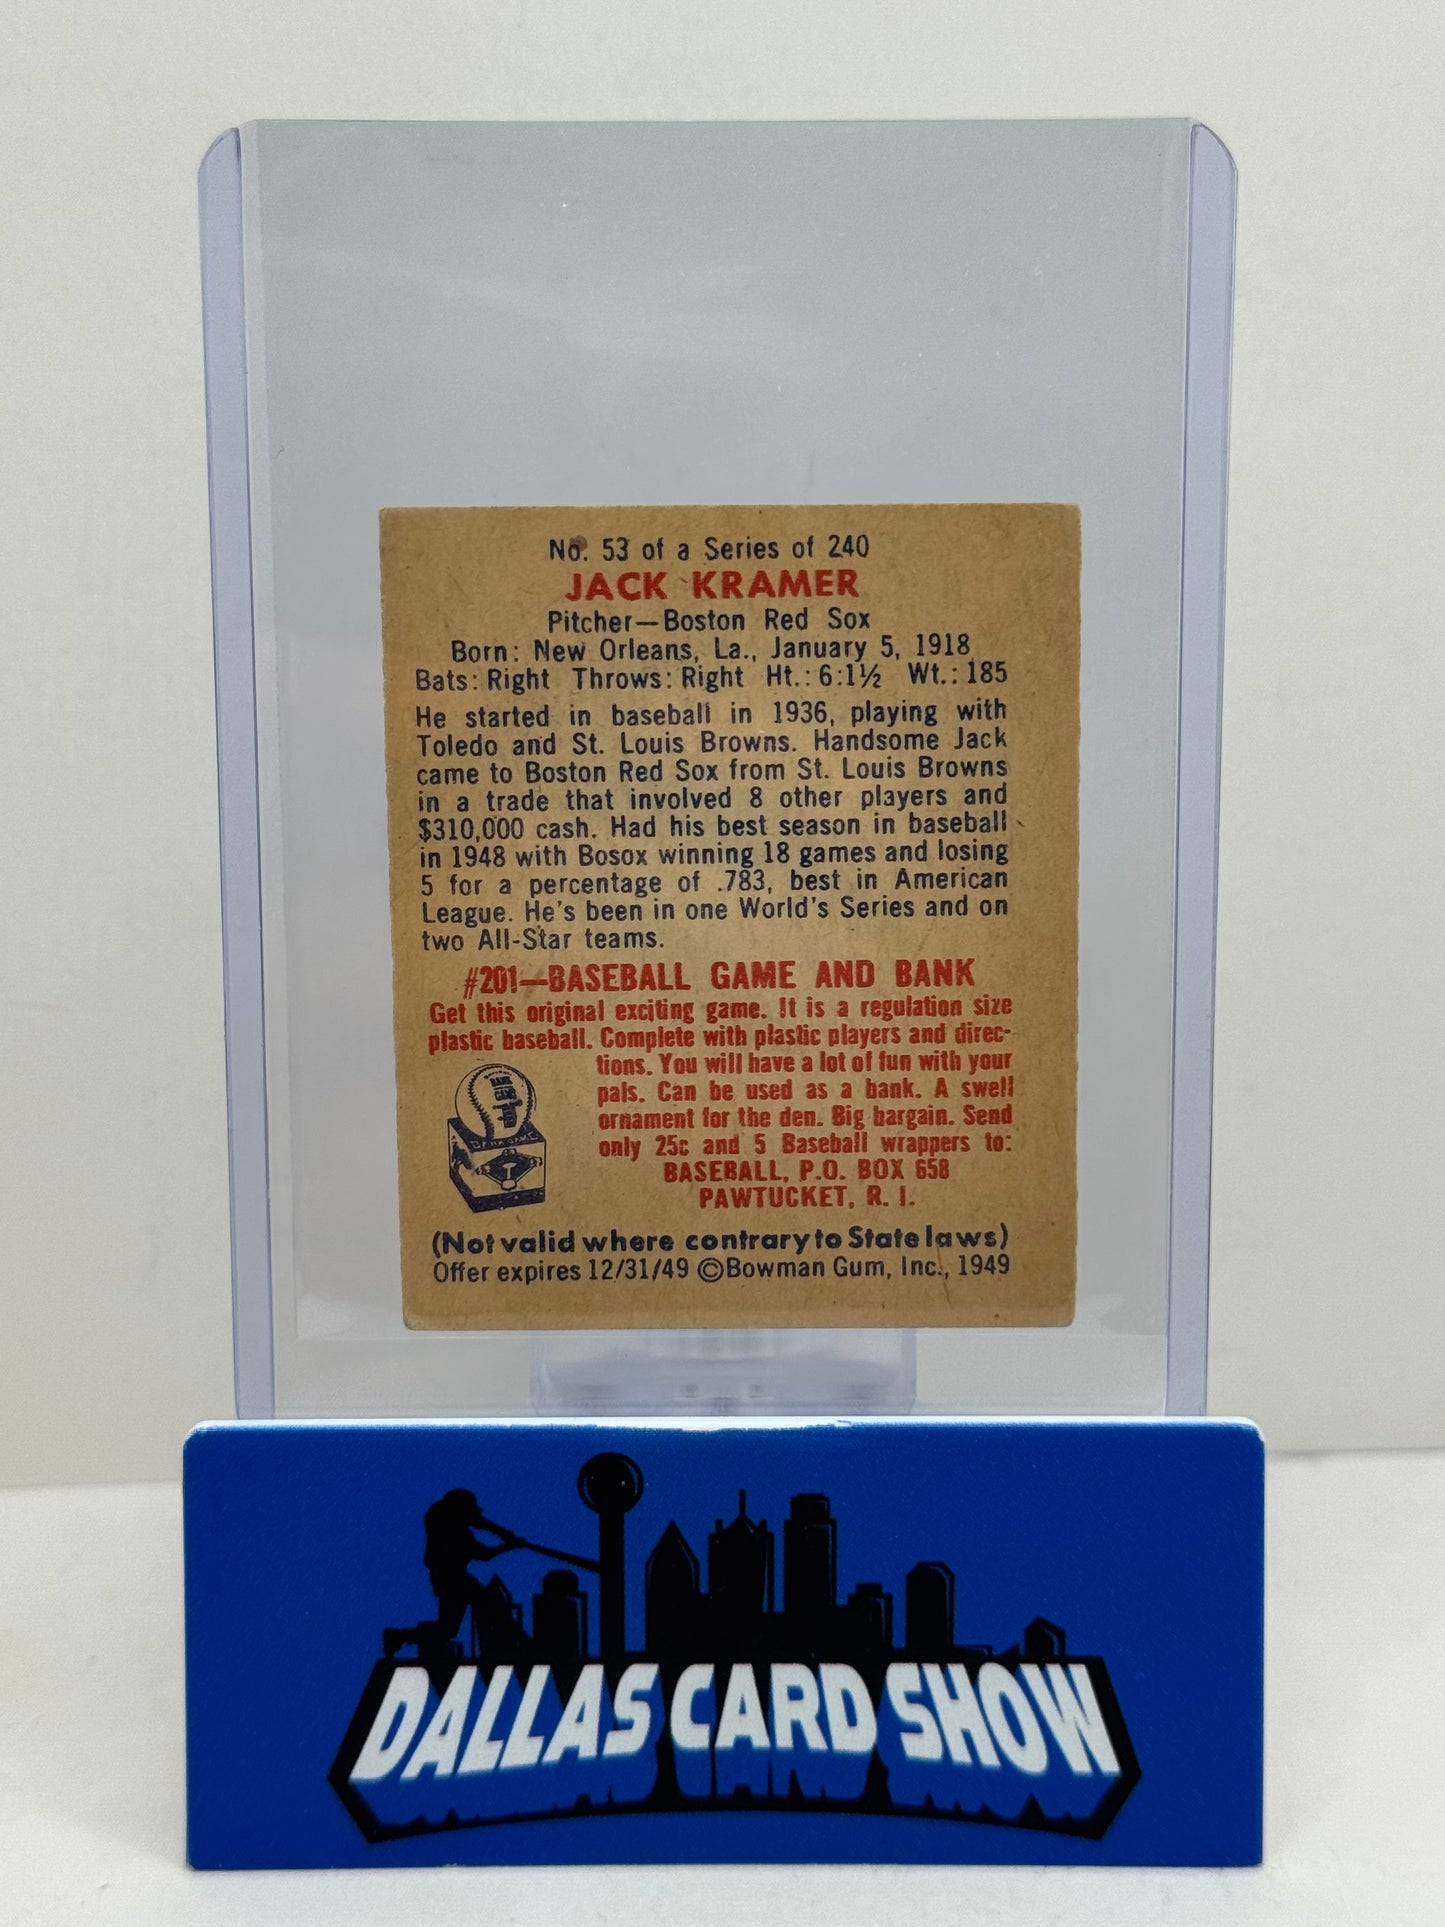 No. 53 of a Series of 240
JACK KRAMER
Pitcher—Boston Red Sox
Born: New Orleans, La., January 5, 1918
Bats: Right Throws: Right Ht.: 6:1½ Wt.: 185
He started in baseball in 1936, playing with
Toledo and St. Louis Browns. Handsome Jack
came to Boston Red Sox from St. Louis Browns
in a trade that involved 8 other players and
$310,000 cash. Had his best season in baseball
in 1948 with Bosox winning 18 games and losing
5 for a percentage of .783, best in American
League. He's been in one World's Series and on
two All-Star teams.
#201—BASEBALL GAME AND BANK
Get this original exciting game. It is a regulation size
plastic baseball. Complete with plastic players and direc-
tions. You will have a lot of fun with your
pals. Can be used as a bank. A swell
ornament for the den. Big bargain. Send
only 25c and 5 Baseball wrappers to:
BASEBALL, P.O. BOX 658
PAWTUCKET, R. I.
BANK
GAME
BANK GAME
(Not valid where contrary to State laws)
Offer expires 12/31/49 ©Bowman Gum, Inc., 1949
DALLAS CARD SHOW